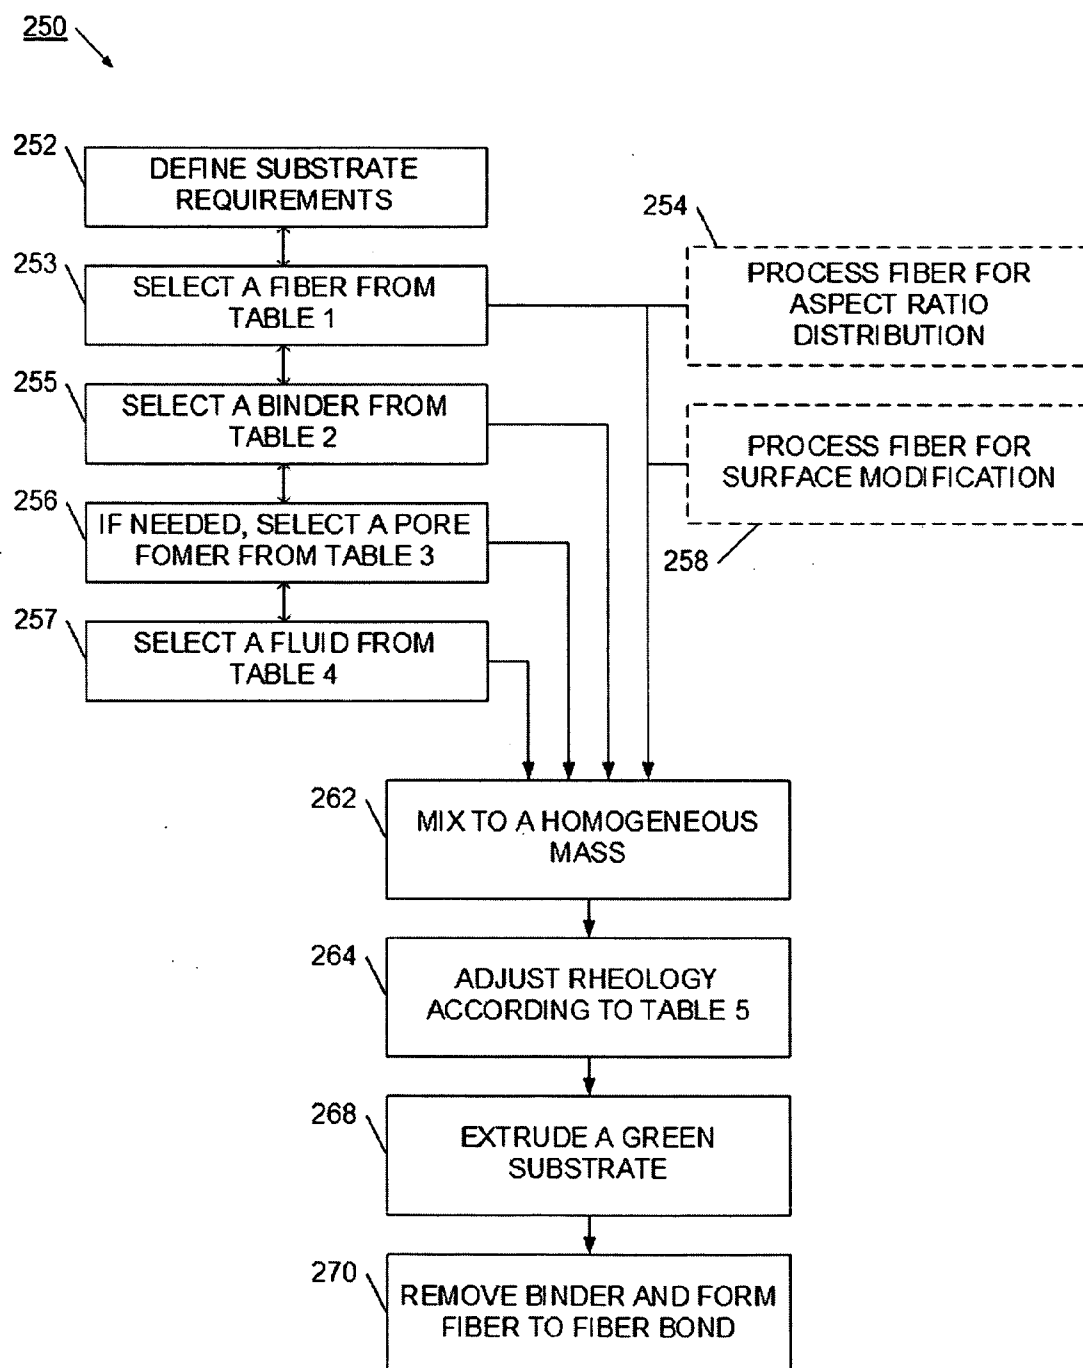 250
252
DEFINE SUBSTRATE
REQUIREMENTS
253
SELECT A FIBER FROM
TABLE 1
254
PROCESS FIBER FOR
ASPECT RATIO
DISTRIBUTION
255
SELECT A BINDER FROM
TABLE 2
PROCESS FIBER FOR
SURFACE MODIFICATION
258
256
IF NEEDED, SELECT A PORE
FOMER FROM TABLE 3
257
SELECT A FLUID FROM
TABLE 4
262
MIX TO A HOMOGENEOUS
MASS
264
ADJUST RHEOLOGY
ACCORDING TO TABLE 5
268
EXTRUDE A GREEN
SUBSTRATE
270
REMOVE BINDER AND FORM
FIBER TO FIBER BOND